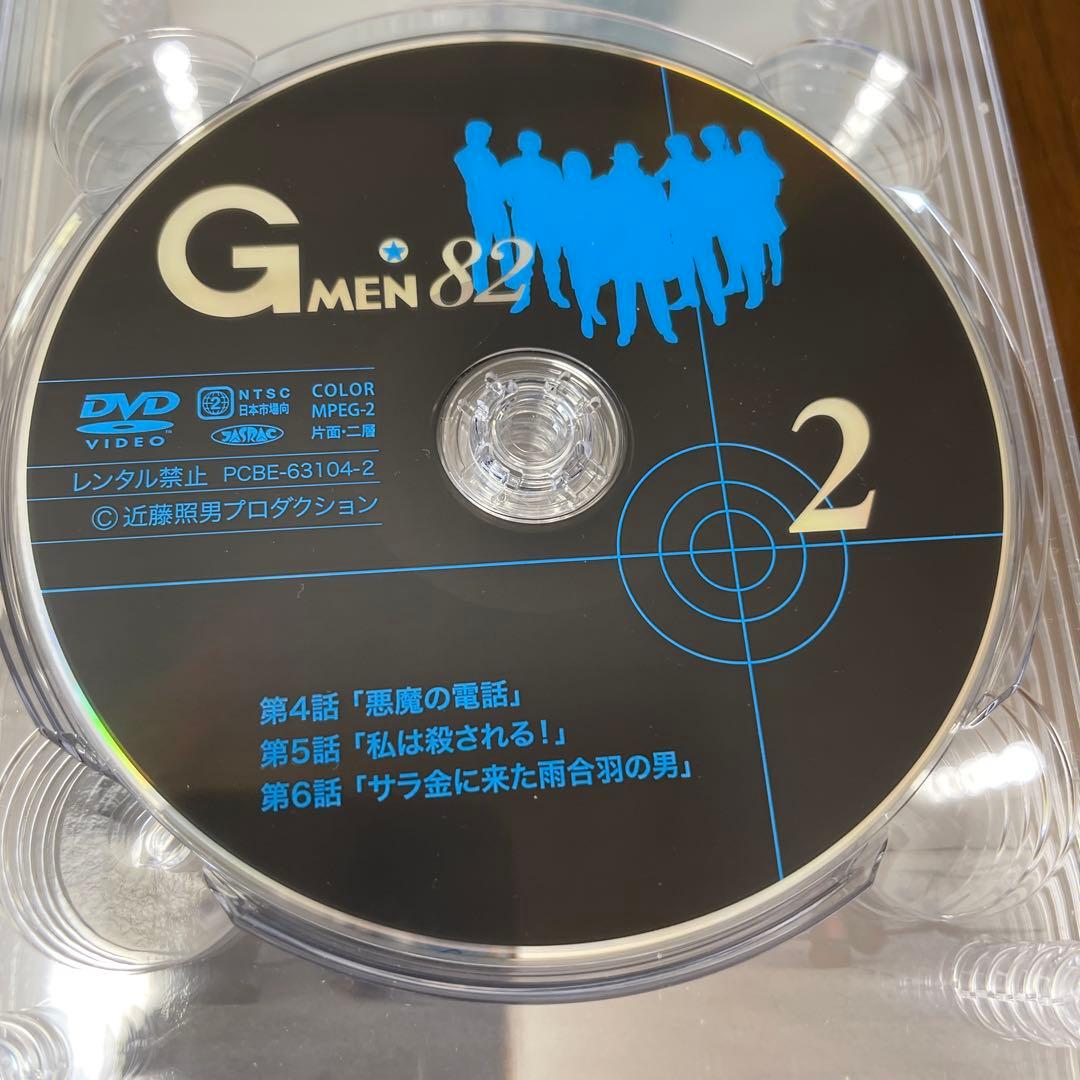 GMEN 82
DVD VIDEO™
2 NTSC 日本市場向
JASRAC
COLOR
MPEG-2
片面・二層
レンタル禁止 PCBE-63104-2
©近藤照男プロダクション
2
第4話「悪魔の電話」
第5話「私は殺される!」
第6話「サラ金に来た雨合羽の男」